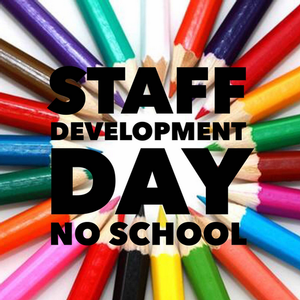 STAFF
DEVELOPMENT
DAY
NO SCHOOL